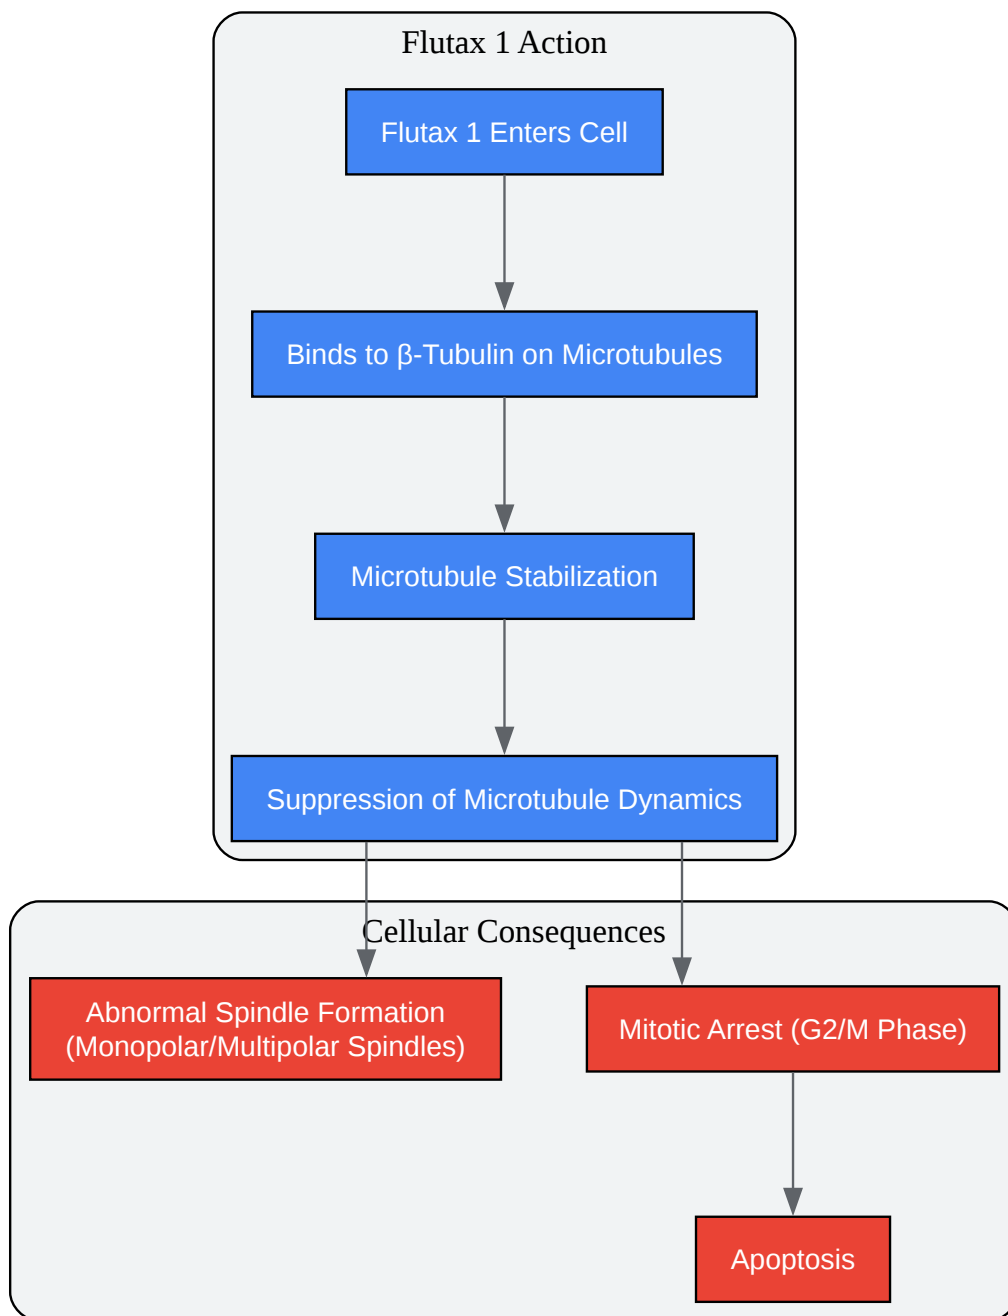 Flutax 1 Action
Flutax 1 Enters Cell
Binds to β-Tubulin on Microtubules
Microtubule Stabilization
Suppression of Microtubule Dynamics
Cellular Consequences
Abnormal Spindle Formation
(Monopolar/Multipolar Spindles)
Mitotic Arrest (G2/M Phase)
Apoptosis